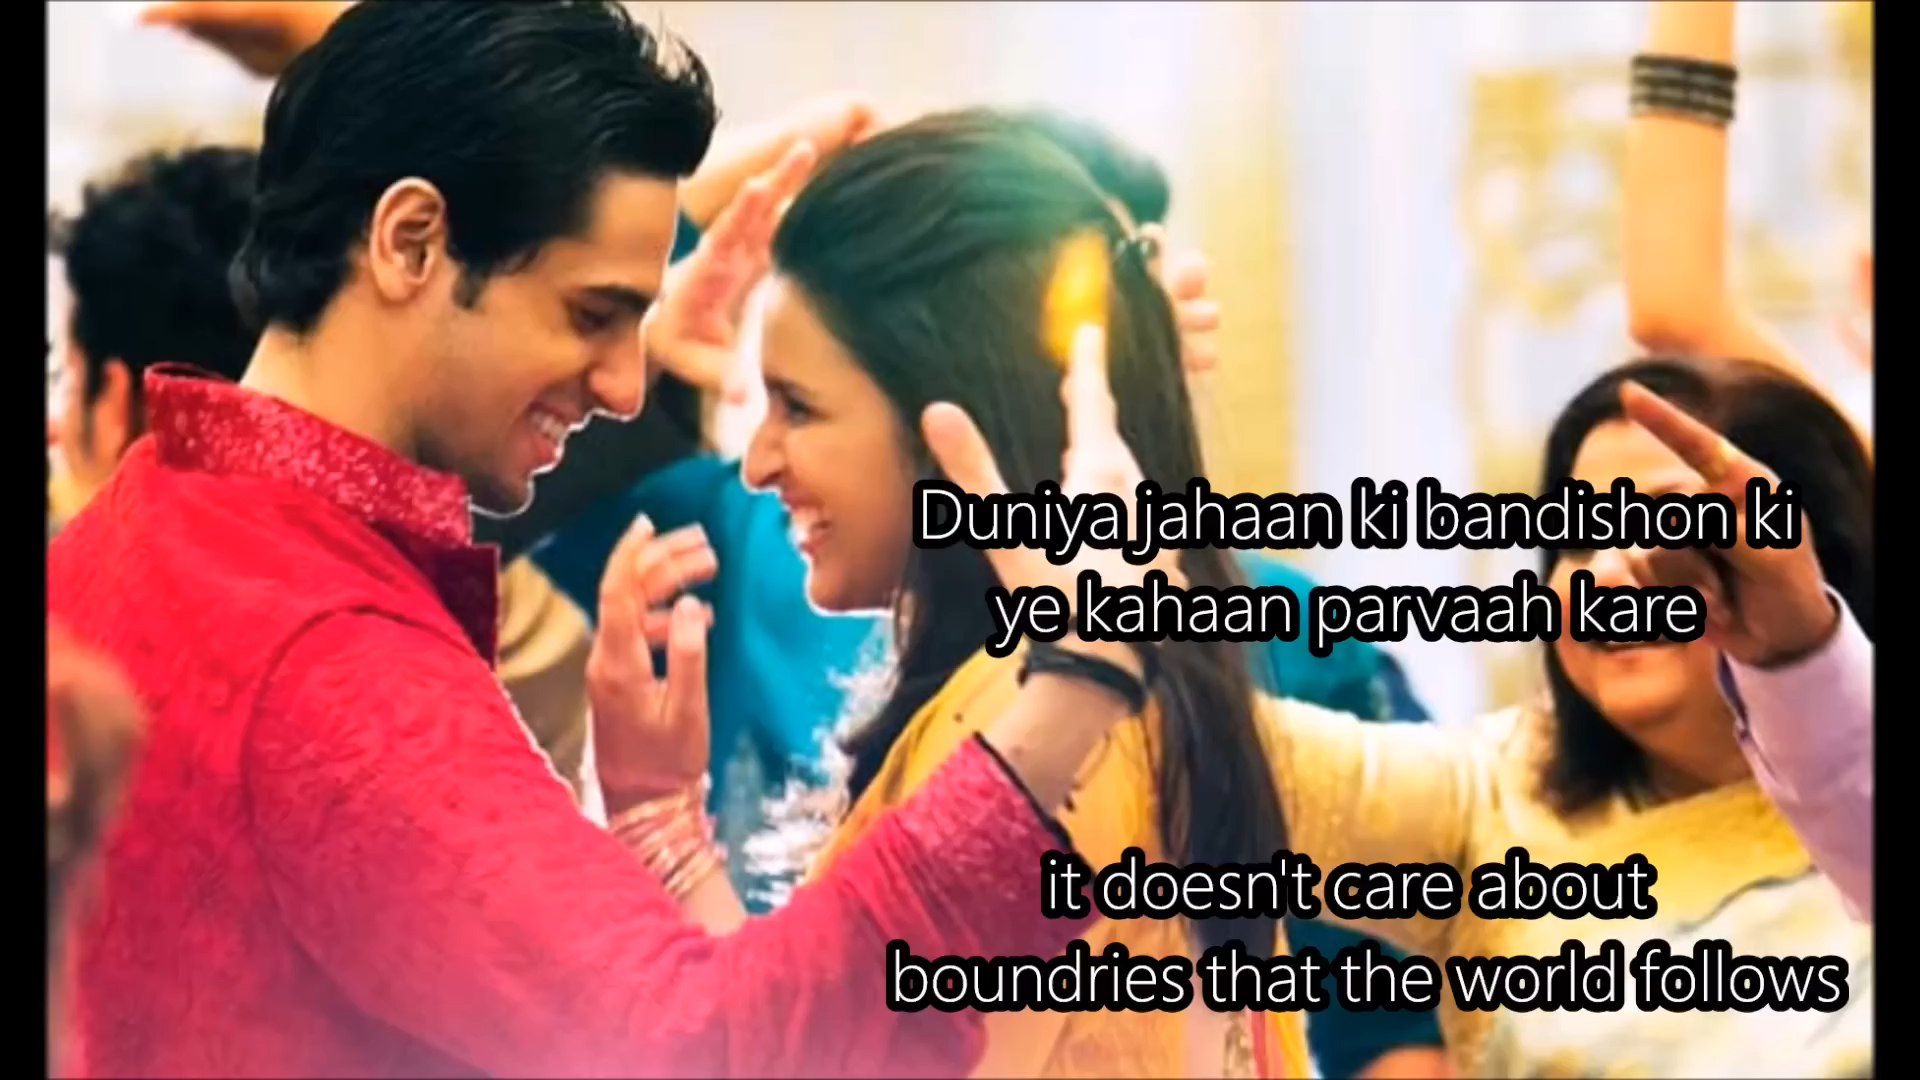 Duniya jahaan ki bandishon ki
ye kahaan parvaah kare
it doesn't care about
boundries that the world follows